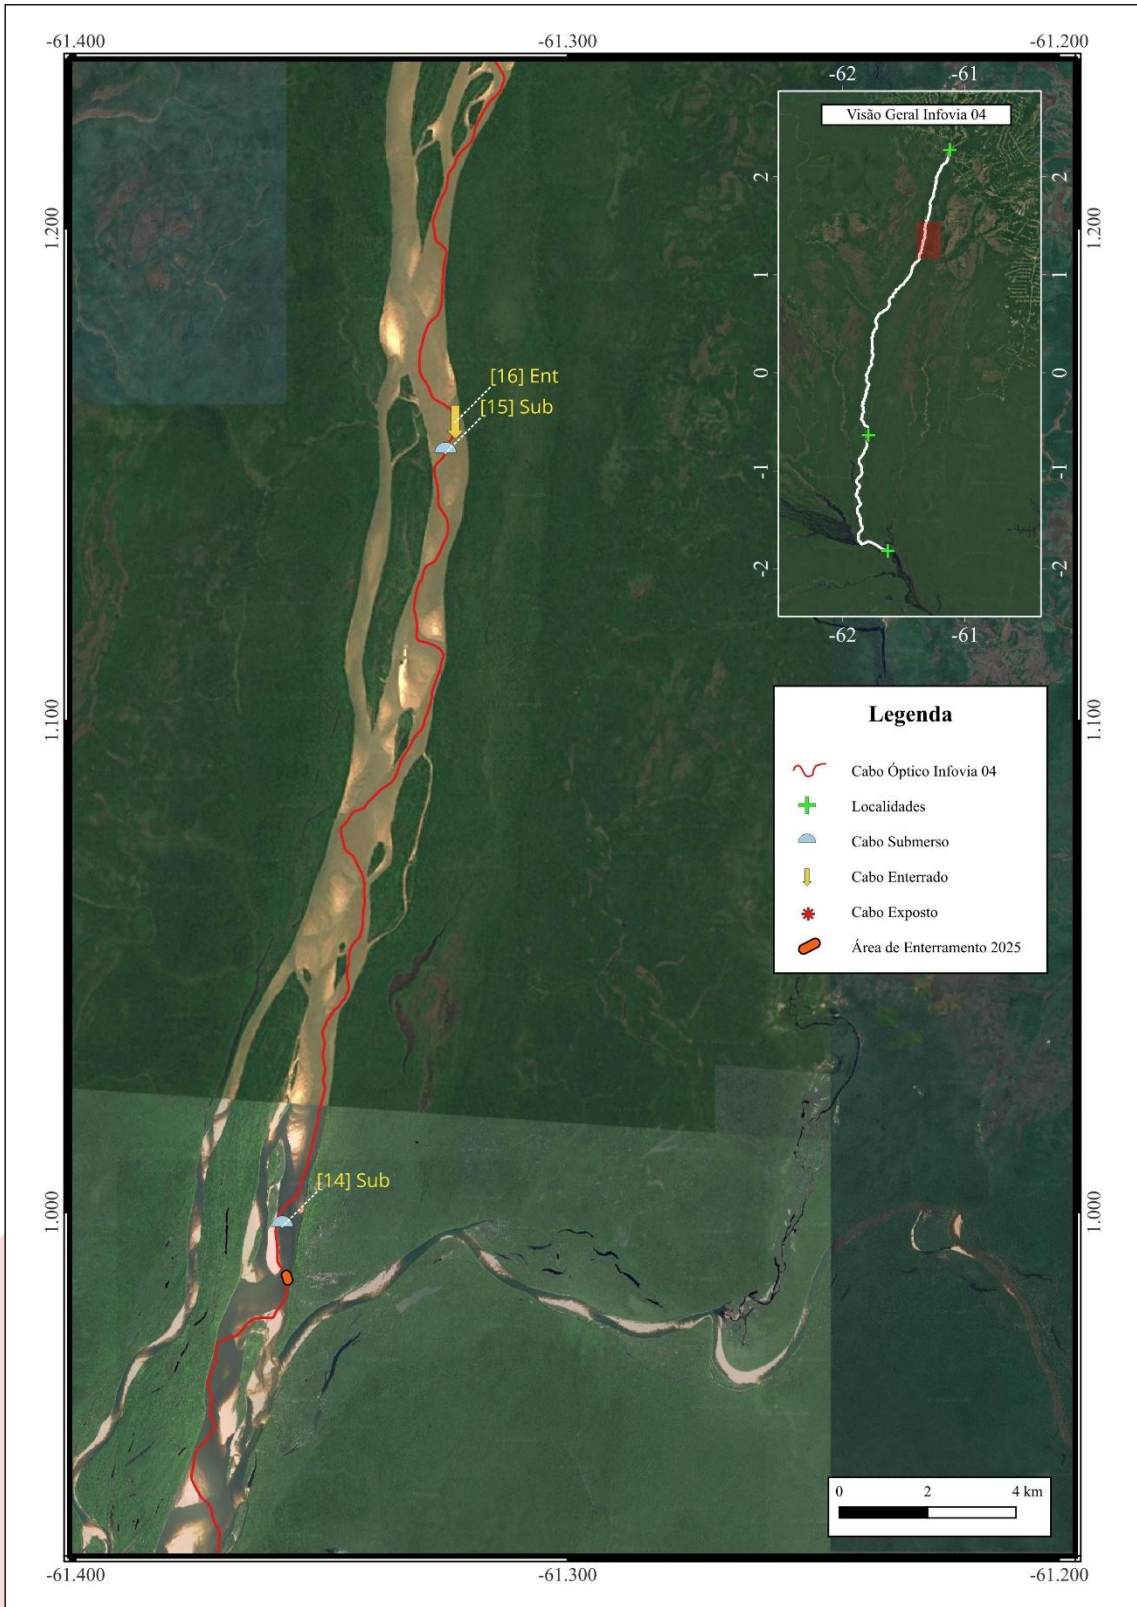 -61.400 -61.300 -61.200
-62 -61
Visão Geral Infovia 04
2 2
1.200 1.200
1 1
0 0
[16] Ent
[15] Sub
-1 -1
-2 -2
-62 -61
1.100 1.100
Legenda
Cabo Óptico Infovia 04
Localidades
Cabo Submerso
Cabo Enterrado
Cabo Exposto
Área de Enterramento 2025
[14] Sub
1.000 1.000
0 2 4 km
-61.400 -61.300 -61.200